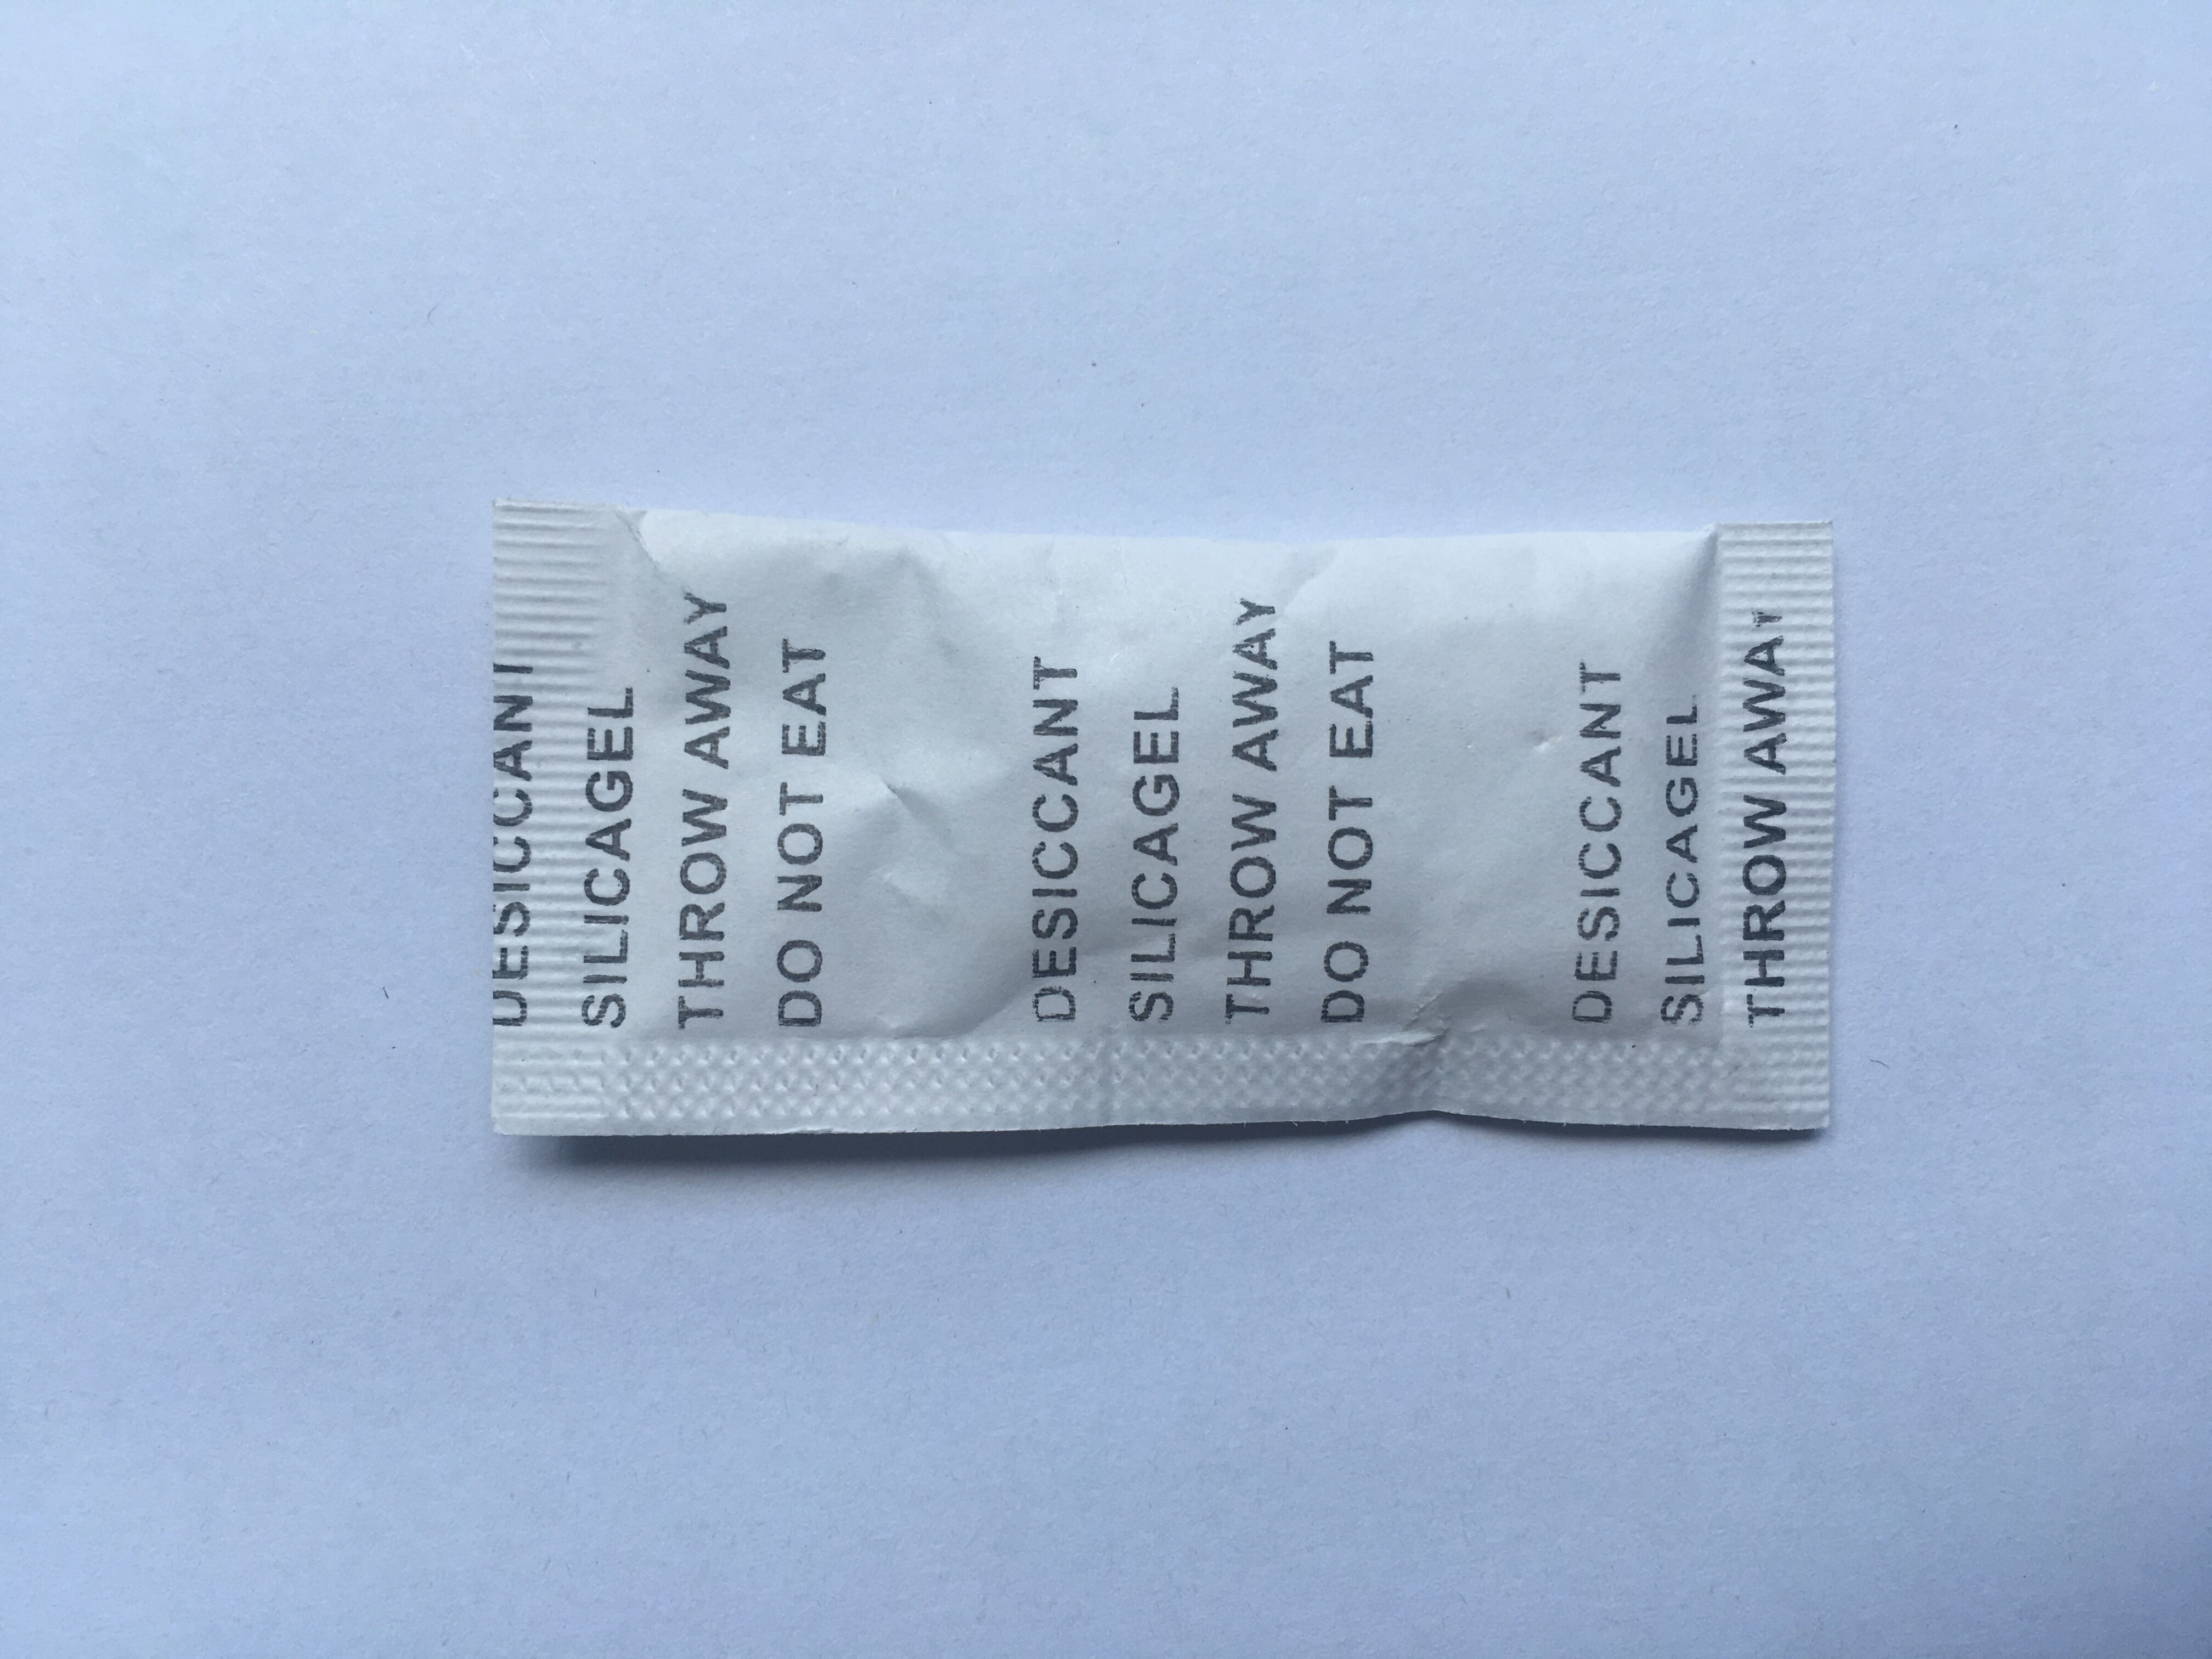 DESICCANT
SILICAGEL
THROW AWAY
DO NOT EAT
DESICCANT
SILICAGEL
THROW AWAY
DO NOT EAT
DESICCANT
SILICAGEL
THROW AWAY